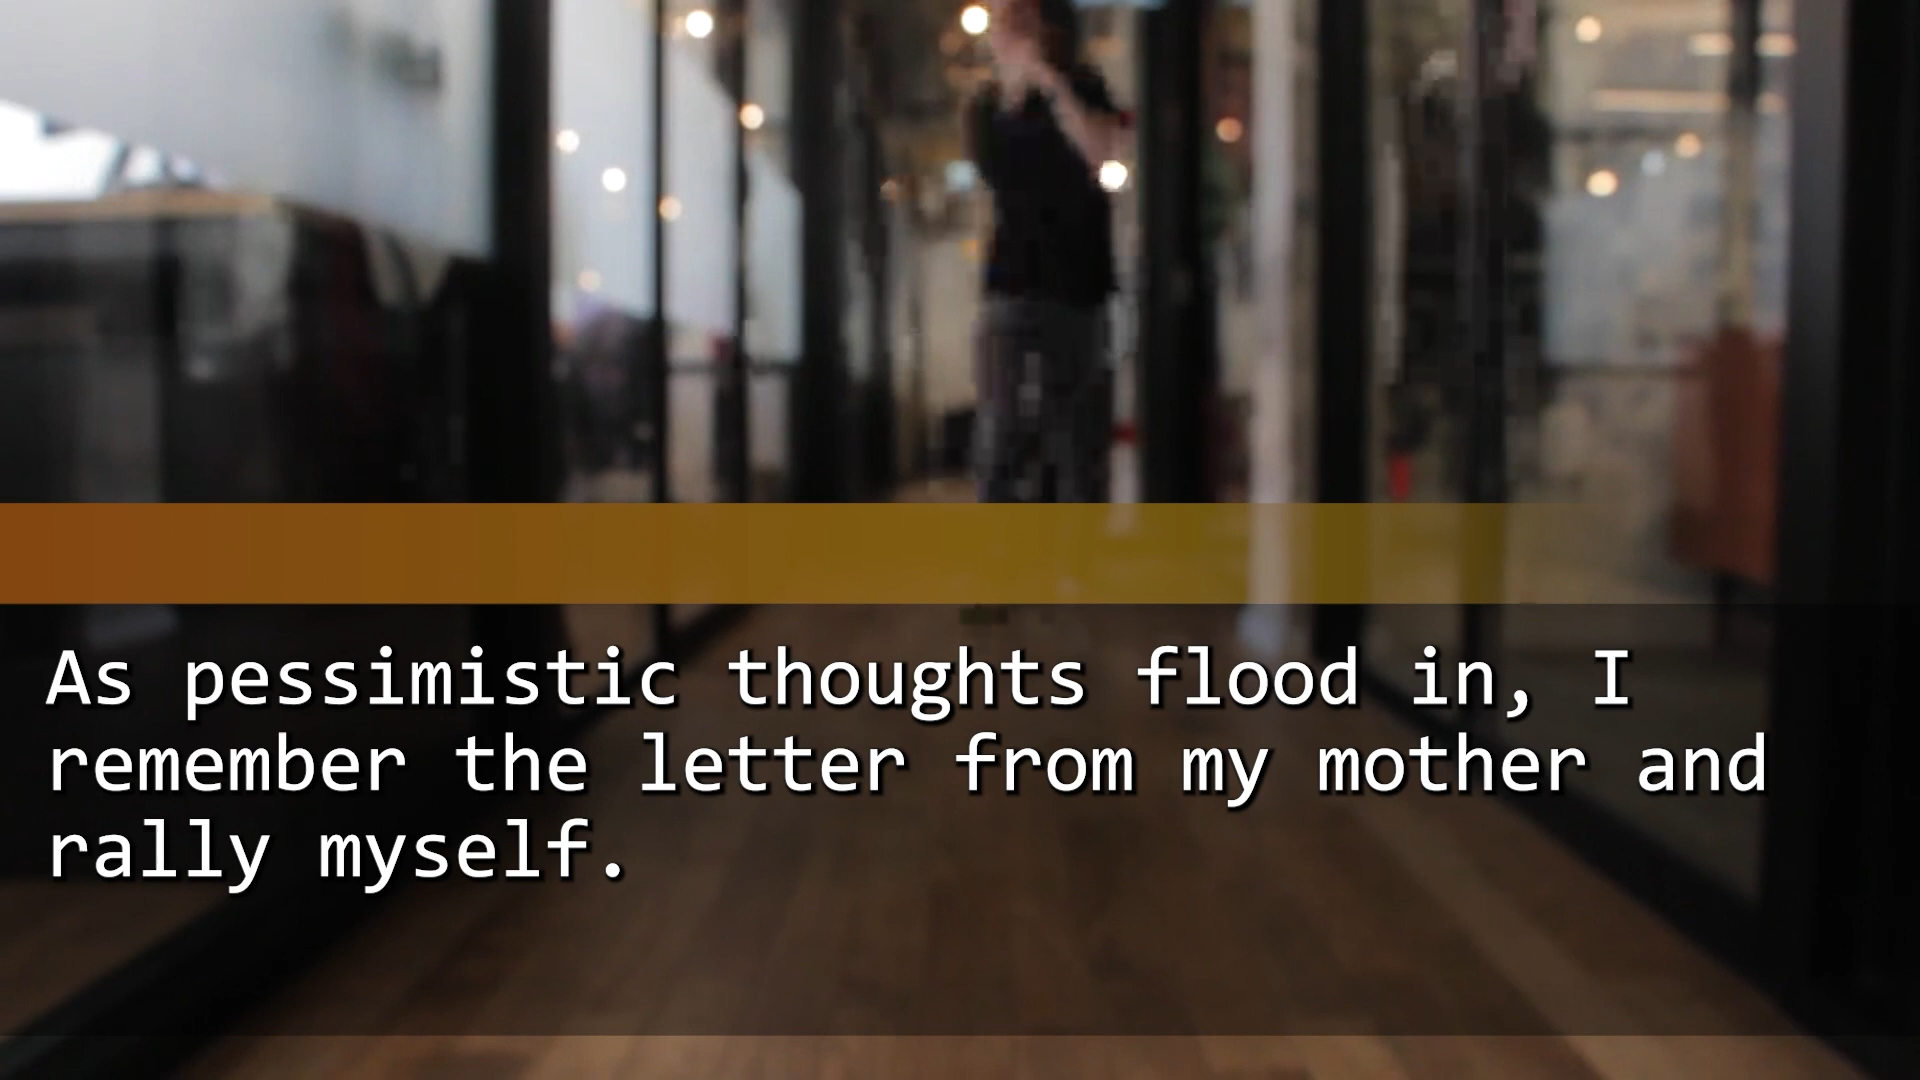 As pessimistic thoughts flood in, I
remember the letter from my mother and
rally myself.